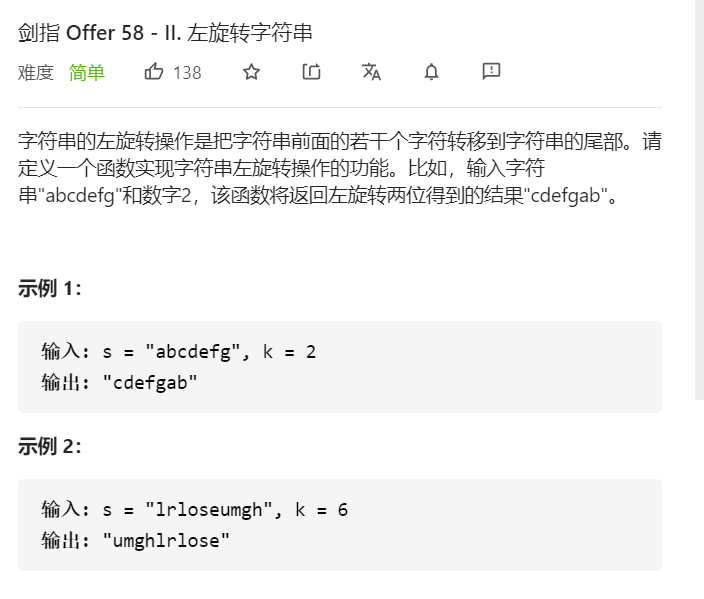 剑指 Offer 58 - II. 左旋转字符串
难度 简单 138
字符串的左旋转操作是把字符串前面的若干个字符转移到字符串的尾部。请
定义一个函数实现字符串左旋转操作的功能。比如，输入字符
串"abcdefg"和数字2，该函数将返回左旋转两位得到的结果"cdefgab"。
示例 1：
输入: s = "abcdefg", k = 2
输出: "cdefgab"
示例 2：
输入: s = "lrloseumgh", k = 6
输出: "umghlrlose"